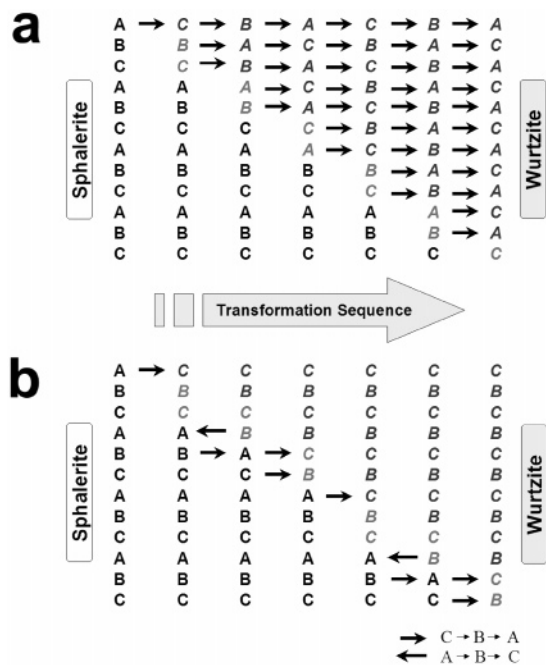 a
Sphalerite
A → C → B → A → C → B → A
B B → A → C → B → A → C
C C → B → A → C → B → A
A A A → C → B → A → C
B B B → A → C → B → A
C C C C → B → A → C
A A A A → C → B → A
B B B B B → A → C
C C C C C → B → A
A A A A A A → C
B B B B B B → A
C C C C C C C
Wurtzite
Transformation Sequence
b
Sphalerite
A → C C C C C C
B B B B B B B
C C C C C C C
A A ← B B B B B
B B → A → C C C C
C C C → B B B B
A A A A → C C C
B B B B B B B
C C C C C C C
A A A A A ← B B
B B B B B → A → C
C C C C C C → B
Wurtzite
→ C → B → A
← A → B → C